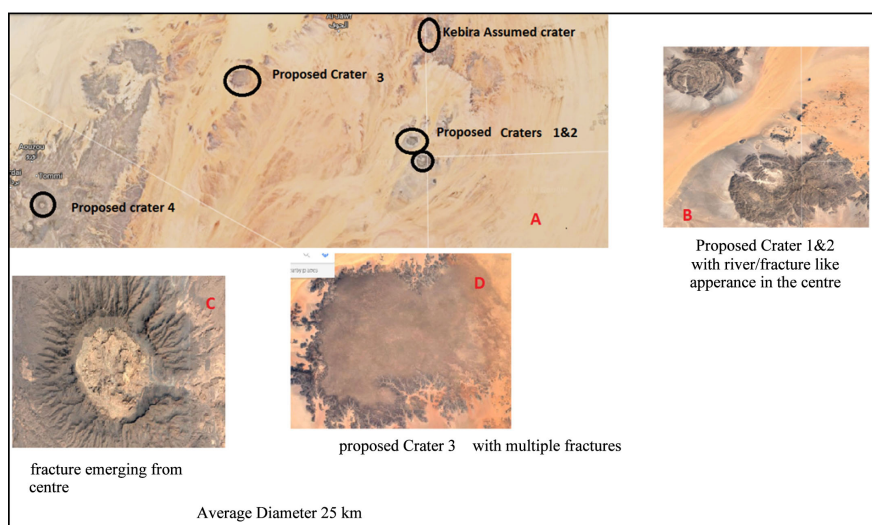 Kebira Assumed crater
Proposed Crater 3
Proposed Craters 1&2
Aouzou
Tommi
Proposed crater 4
A
B
Proposed Crater 1&2
with river/fracture like
apperance in the centre
C
D
proposed Crater 3 with multiple fractures
fracture emerging from
centre
Average Diameter 25 km